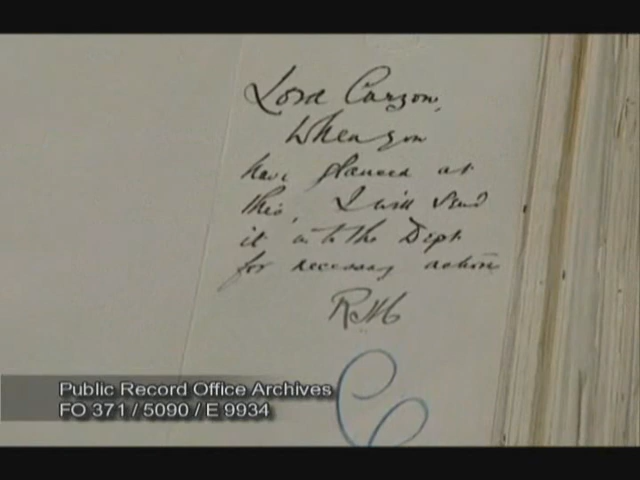 Lord Curzon,
When you
have glanced at
this, I will send
it on to the Dept
for necessary action
RM
C
Public Record Office Archives
FO 371 / 5090 / E 9934